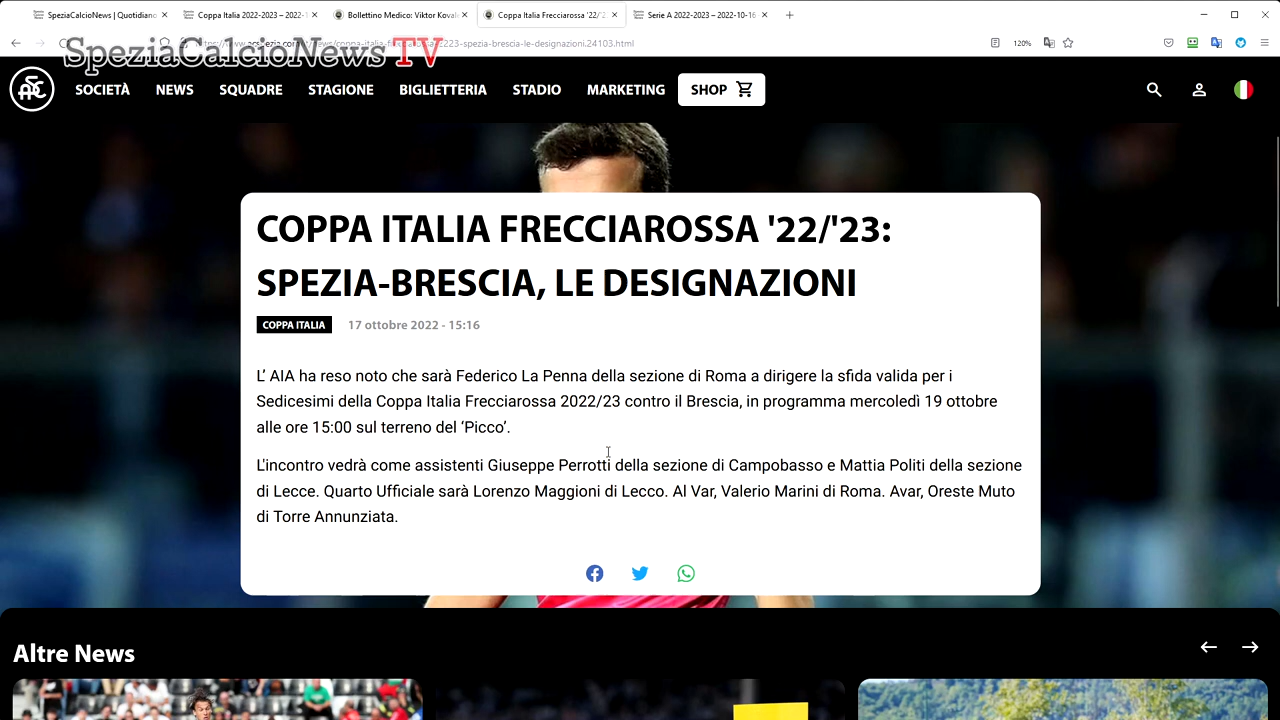 SpeziaCalcioNews | Quotidiano
Coppa Italia 2022-2023 – 2022-1
Bollettino Medico: Viktor Kovale
Coppa Italia Frecciarossa '22/'2
Serie A 2022-2023 – 2022-10-16
120%
SpeziaCalcioNews TV
SOCIETÀ
NEWS
SQUADRE
STAGIONE
BIGLIETTERIA
STADIO
MARKETING
SHOP
COPPA ITALIA FRECCIAROSSA '22/'23:
SPEZIA-BRESCIA, LE DESIGNAZIONI
COPPA ITALIA
17 ottobre 2022 - 15:16
L’ AIA ha reso noto che sarà Federico La Penna della sezione di Roma a dirigere la sfida valida per i
Sedicesimi della Coppa Italia Frecciarossa 2022/23 contro il Brescia, in programma mercoledì 19 ottobre
alle ore 15:00 sul terreno del ‘Picco’.
L'incontro vedrà come assistenti Giuseppe Perrotti della sezione di Campobasso e Mattia Politi della sezione
di Lecce. Quarto Ufficiale sarà Lorenzo Maggioni di Lecco. Al Var, Valerio Marini di Roma. Avar, Oreste Muto
di Torre Annunziata.
Altre News